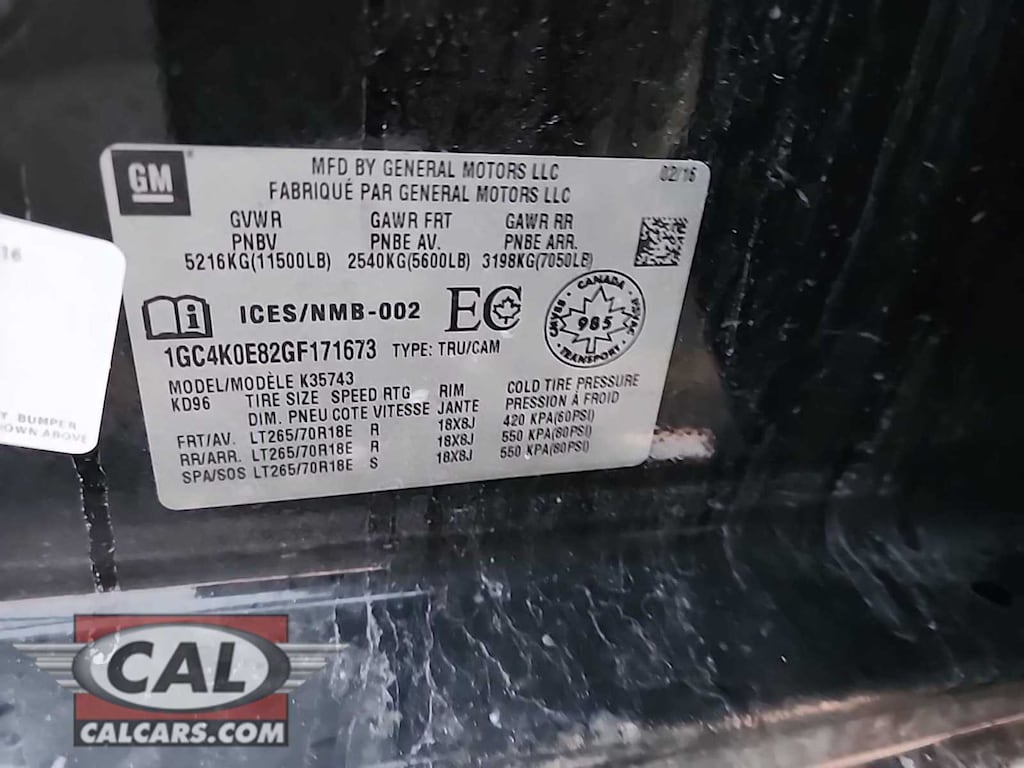 GM
MFD BY GENERAL MOTORS LLC
02/16
FABRIQUÉ PAR GENERAL MOTORS LLC
GVWR GAWR FRT GAWR RR
PNBV PNBE AV. PNBE ARR.
5216KG(11500LB) 2540KG(5600LB) 3198KG(7050LB)
i ICES/NMB-002 EC
CANADA
985
TRANSPORT
1GC4K0E82GF171673 TYPE: TRU/CAM
MODEL/MODÈLE K35743
KD96 TIRE SIZE SPEED RTG RIM COLD TIRE PRESSURE
DIM. PNEU COTE VITESSE JANTE PRESSION À FROID
FRT/AV. LT265/70R18E R 18X8J 420 KPA(60PSI)
RR/ARR. LT265/70R18E R 18X8J 550 KPA(80PSI)
SPA/SOS LT265/70R18E S 18X8J 550 KPA(80PSI)
16
Y BUMPER
OWN ABOVE
CAL
CALCARS.COM